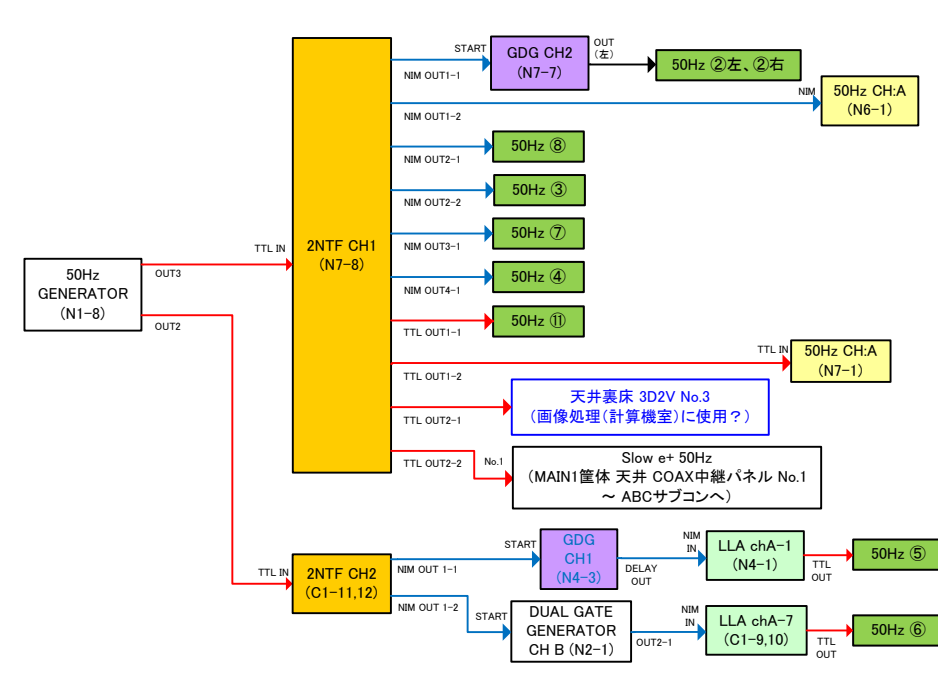 50Hz
GENERATOR
(N1-8)
OUT3
OUT2
TTL IN
2NTF CH1
(N7-8)
NIM OUT1-1
START
GDG CH2
(N7-7)
OUT
(左)
50Hz ②左、②右
NIM OUT1-2
NIM
50Hz CH:A
(N6-1)
NIM OUT2-1
50Hz ⑧
NIM OUT2-2
50Hz ③
NIM OUT3-1
50Hz ⑦
NIM OUT4-1
50Hz ④
TTL OUT1-1
50Hz ⑪
TTL OUT1-2
TTL IN
50Hz CH:A
(N7-1)
TTL OUT2-1
天井裏床 3D2V No.3
(画像処理(計算機室)に使用?)
TTL OUT2-2
No.1
Slow e+ 50Hz
(MAIN1筐体 天井 COAX中継パネル No.1
~ ABCサブコンへ)
TTL IN
2NTF CH2
(C1-11,12)
NIM OUT 1-1
START
GDG
CH1
(N4-3)
DELAY
OUT
NIM
IN
LLA chA-1
(N4-1)
TTL
OUT
50Hz ⑤
NIM OUT 1-2
START
DUAL GATE
GENERATOR
CH B (N2-1)
OUT2-1
NIM
IN
LLA chA-7
(C1-9,10)
TTL
OUT
50Hz ⑥